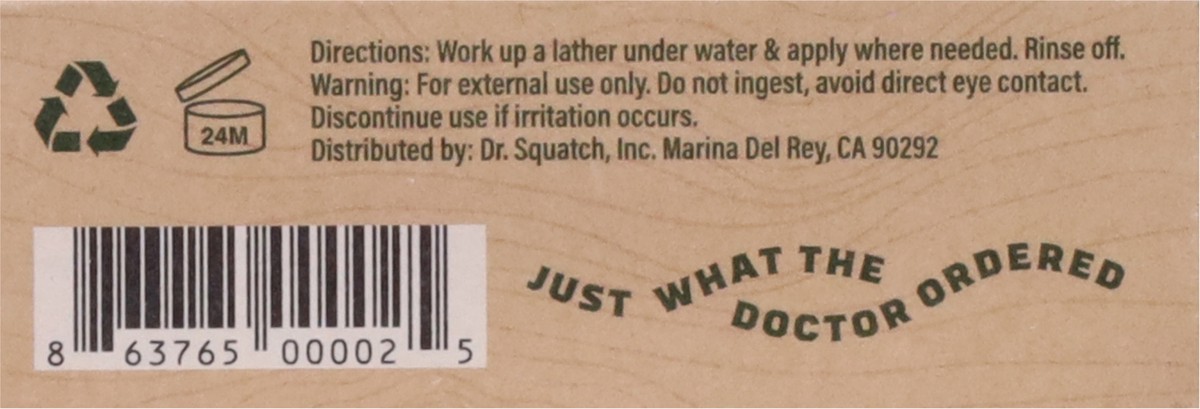 Directions: Work up a lather under water & apply where needed. Rinse off.
Warning: For external use only. Do not ingest, avoid direct eye contact.
Discontinue use if irritation occurs.
Distributed by: Dr. Squatch, Inc. Marina Del Rey, CA 90292
24M
8 63765 00002 5
JUST WHAT THE
DOCTOR ORDERED